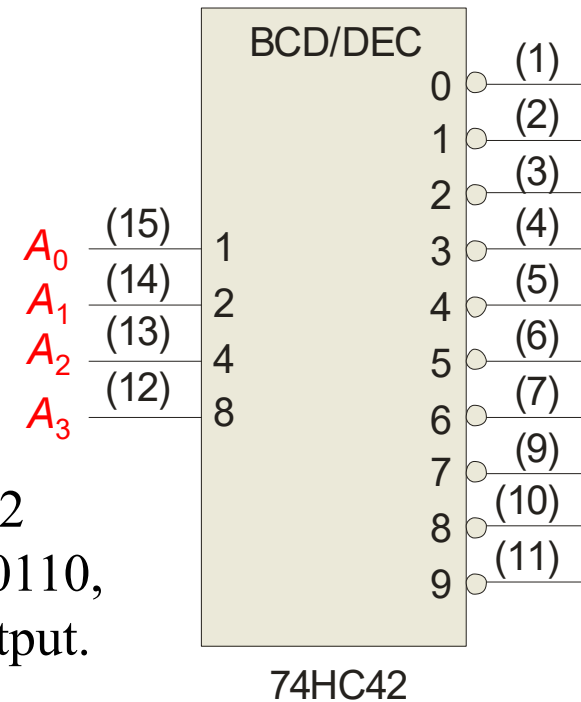 BCD/DEC
0 (1)
1 (2)
2 (3)
A0 (15) 1 3 (4)
A1 (14) 2 4 (5)
A2 (13) 4 5 (6)
A3 (12) 8 6 (7)
7 (9)
2 8 (10)
0110, 9 (11)
tput.
74HC42